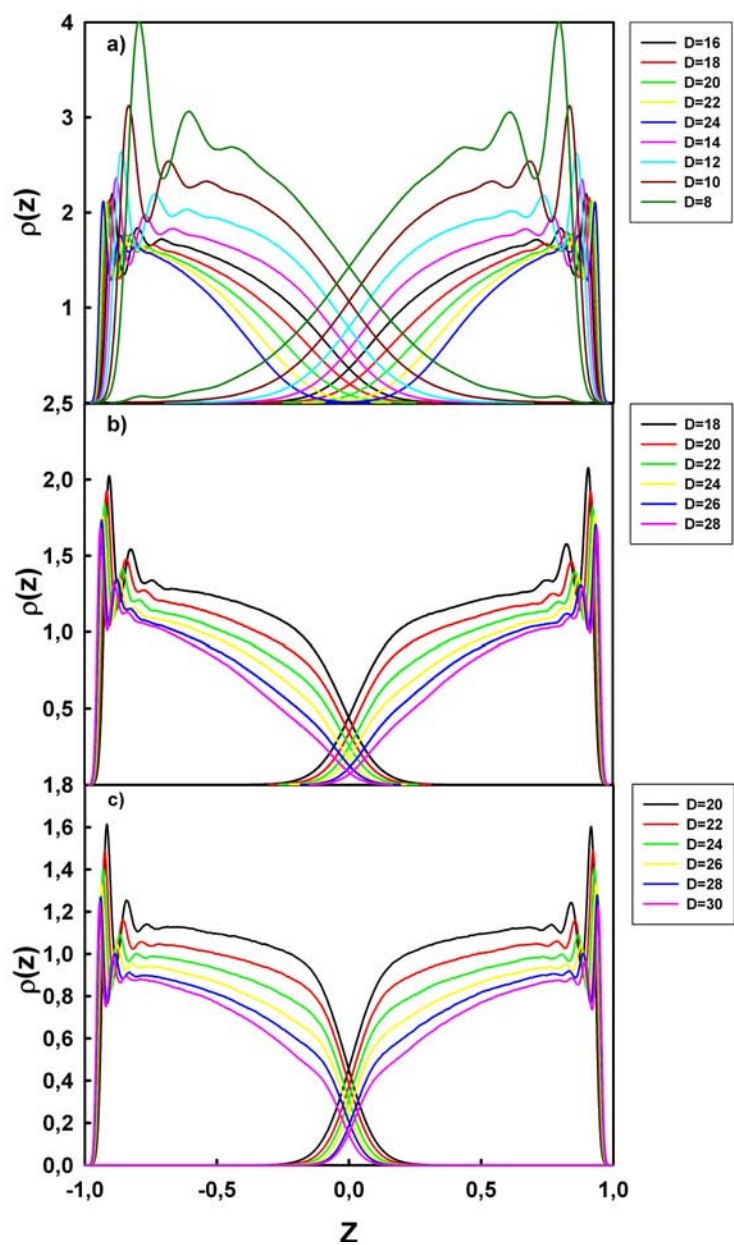 4
a)
3
2
1
ρ(z)
D=16
D=18
D=20
D=22
D=24
D=14
D=12
D=10
D=8
2,5
b)
2,0
1,5
1,0
0,5
ρ(z)
D=18
D=20
D=22
D=24
D=26
D=28
1,8
c)
1,6
1,4
1,2
1,0
0,8
0,6
0,4
0,2
0,0
ρ(z)
D=20
D=22
D=24
D=26
D=28
D=30
-1,0 -0,5 0,0 0,5 1,0
Z